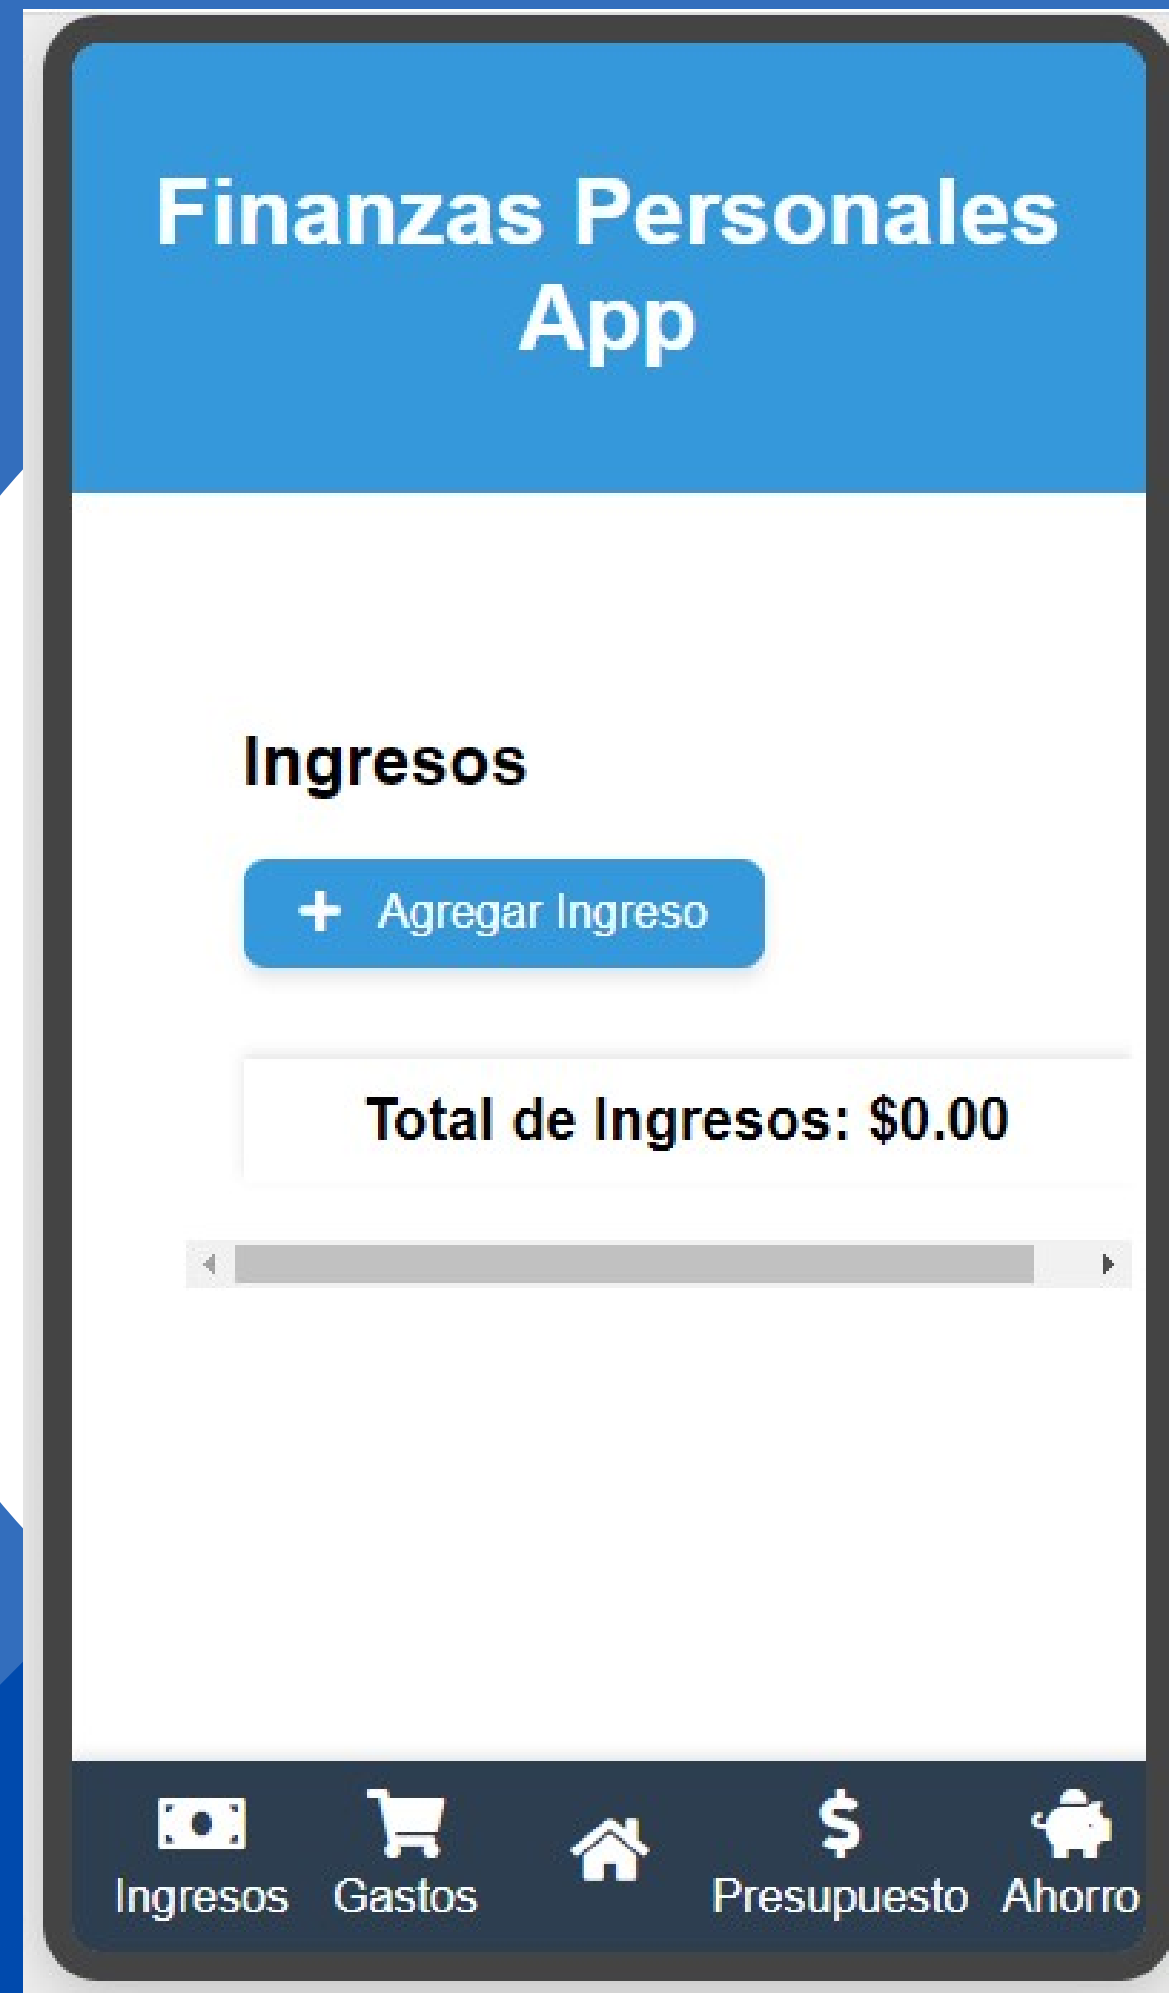 Finanzas Personales
App
Ingresos
+ Agregar Ingreso
Total de Ingresos: $0.00
Ingresos Gastos Presupuesto Ahorro